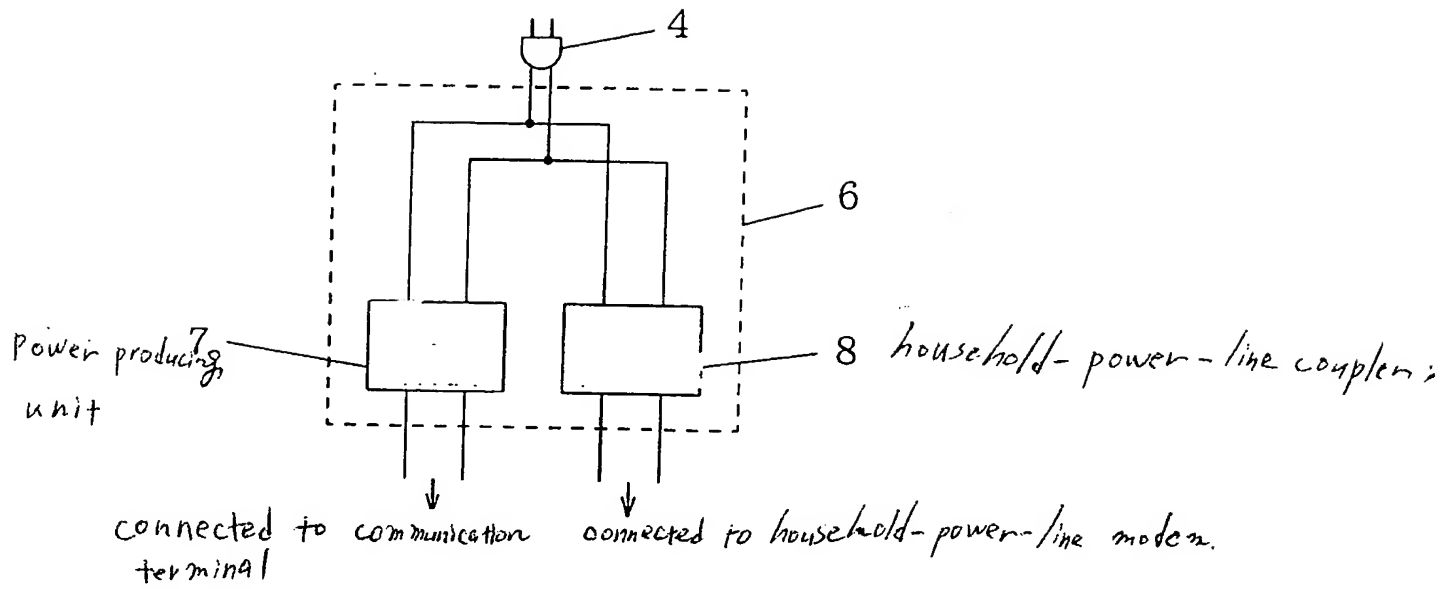 4
6
7
power producing
unit
8 household-power-line coupler
connected to communication
terminal
connected to household-power-line modem.